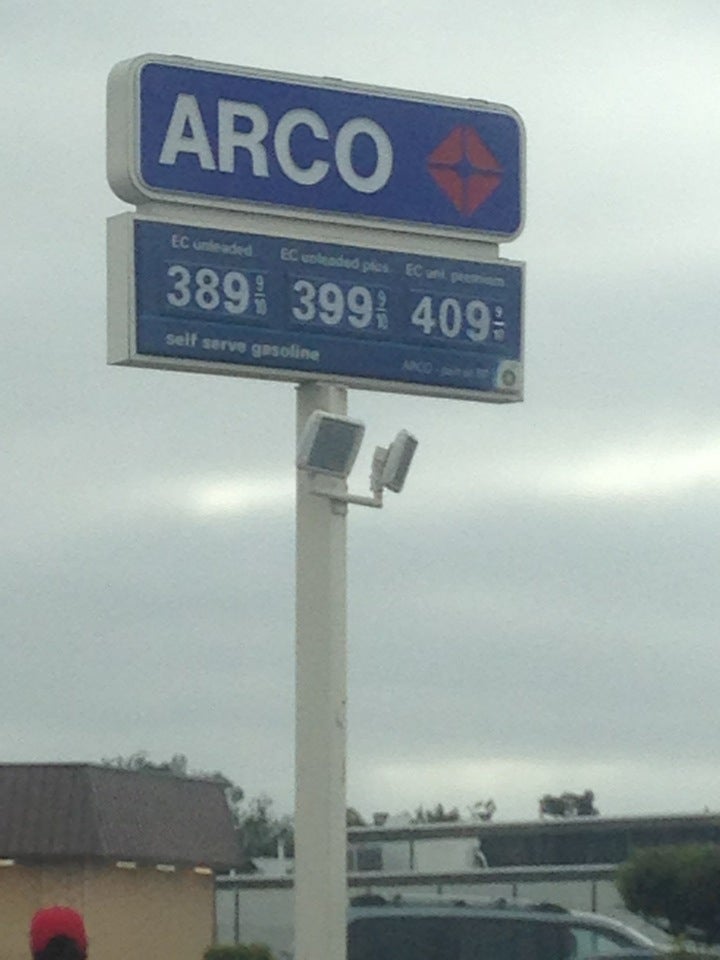 ARCO
EC unleaded EC unleaded plus EC unl. premium
389 9/10 399 9/10 409 9/10
self serve gasoline
ARCO